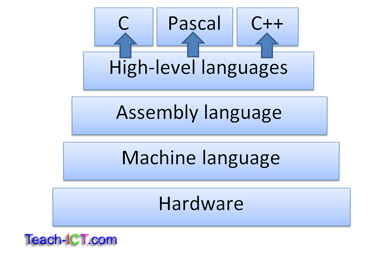 C Pascal C++
High-level languages
Assembly language
Machine language
Hardware
Teach-ICT.com